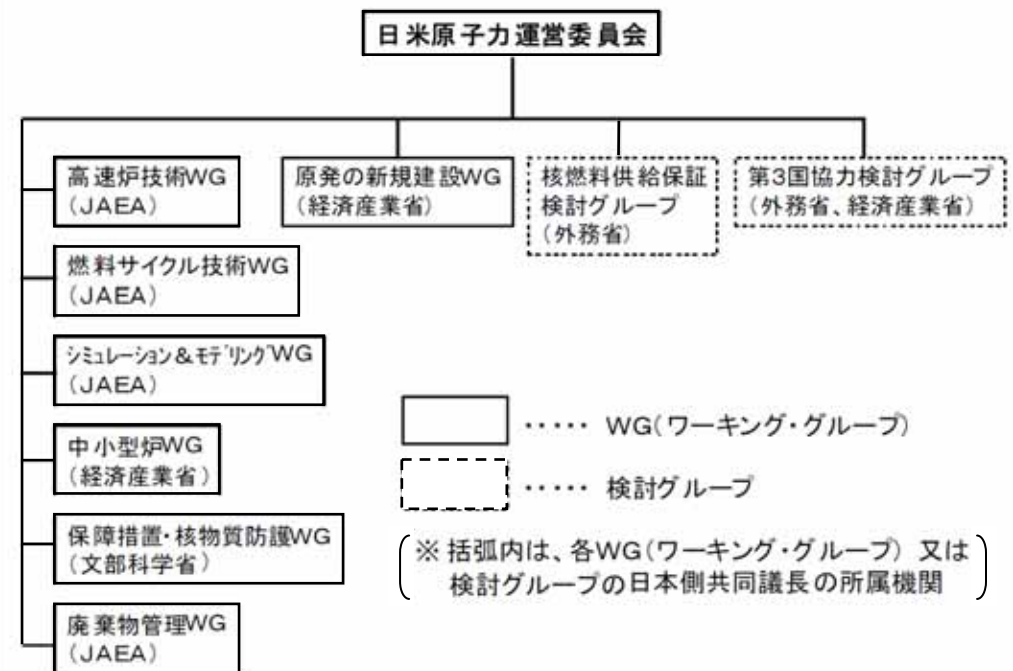 日米原子力運営委員会
高速炉技術WG
(JAEA)
原発の新規建設WG
(経済産業省)
核燃料供給保証
検討グループ
(外務省)
第3国協力検討グループ
(外務省、経済産業省)
燃料サイクル技術WG
(JAEA)
シミュレーション&モデリングWG
(JAEA)
中小型炉WG
(経済産業省)
保障措置・核物質防護WG
(文部科学省)
廃棄物管理WG
(JAEA)
‥‥‥ WG(ワーキング・グループ)
‥‥‥ 検討グループ
※ 括弧内は、各WG(ワーキング・グループ) 又は
検討グループの日本側共同議長の所属機関